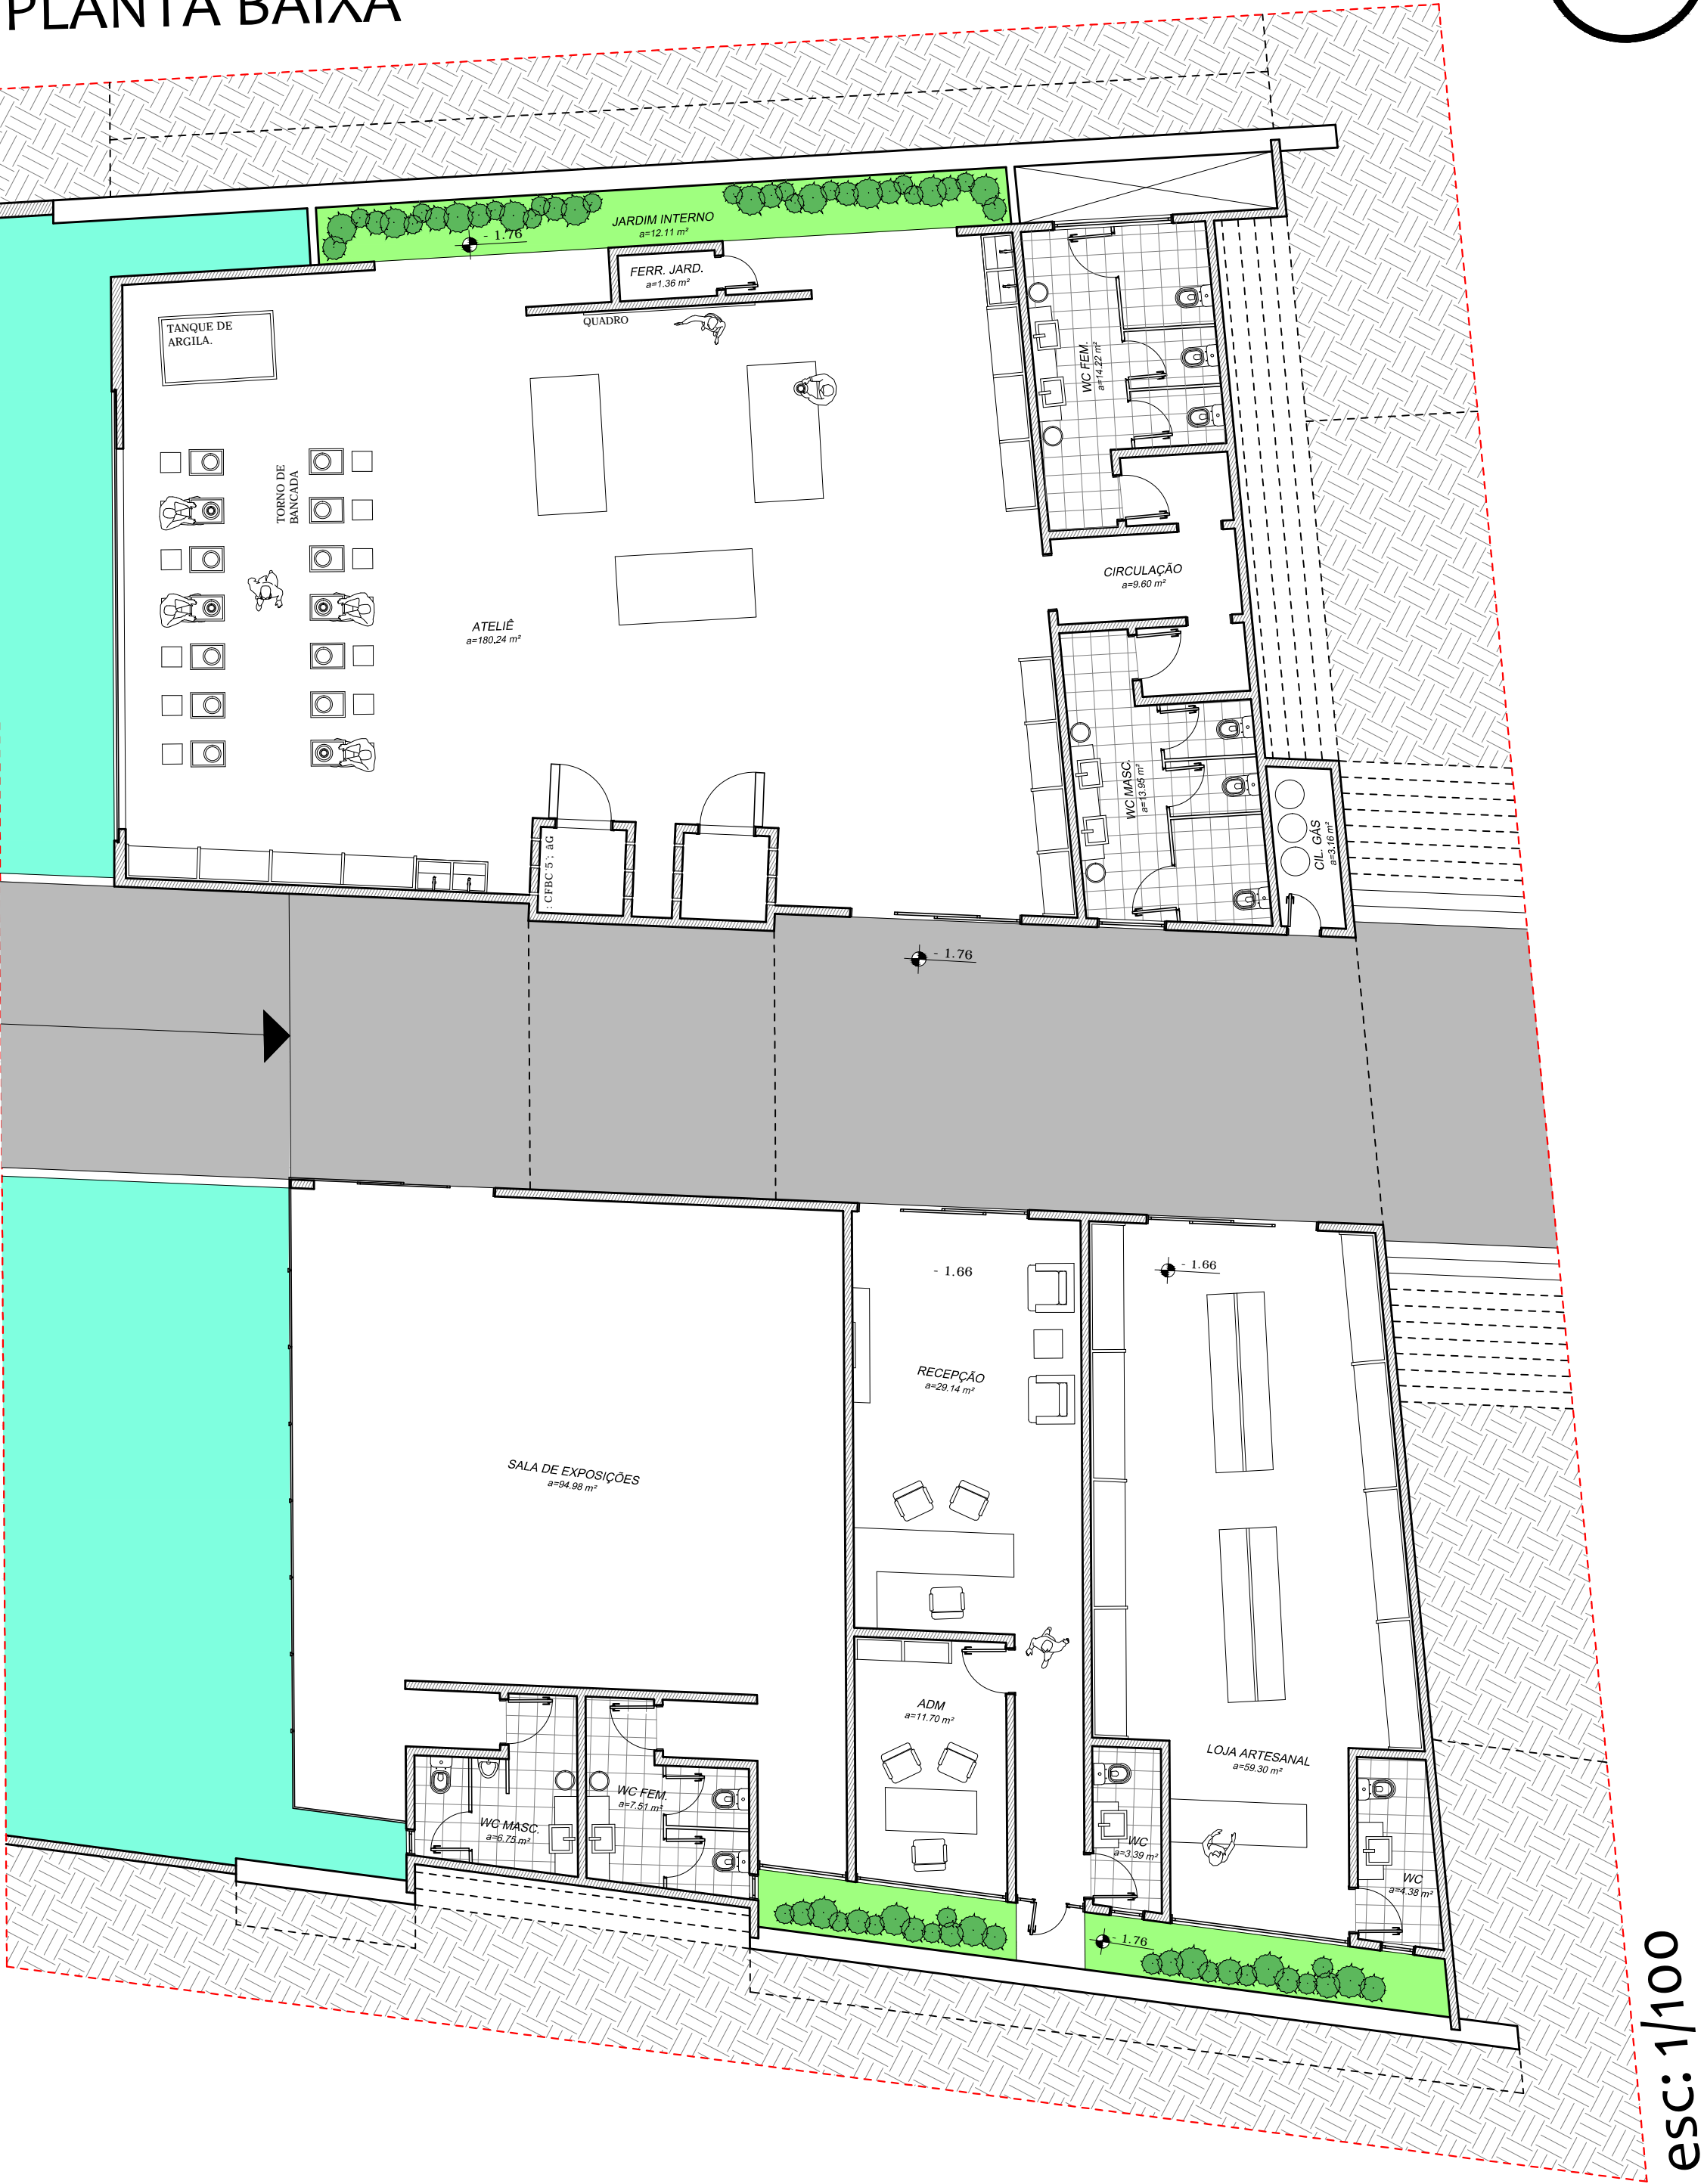 PLANTA BAIXA
JARDIM INTERNO
a=12.11 m²
- 1.76
FERR. JARD.
a=1.36 m²
QUADRO
TANQUE DE
ARGILA.
WC FEM.
a=14.22 m²
TORNO DE
BANCADA
CIRCULAÇÃO
a=9.60 m²
ATELIÊ
a=180.24 m²
WC MASC.
a=13.95 m²
CIL. GÁS
a=3.16 m²
: CFBC '5': àG
- 1.76
- 1.66
- 1.66
RECEPÇÃO
a=29.14 m²
SALA DE EXPOSIÇÕES
a=94.98 m²
ADM
a=11.70 m²
LOJA ARTESANAL
a=59.30 m²
WC FEM.
a=7.51 m²
WC MASC.
a=6.75 m²
WC
a=3.39 m²
WC
a=4.38 m²
- 1.76
esc: 1/100